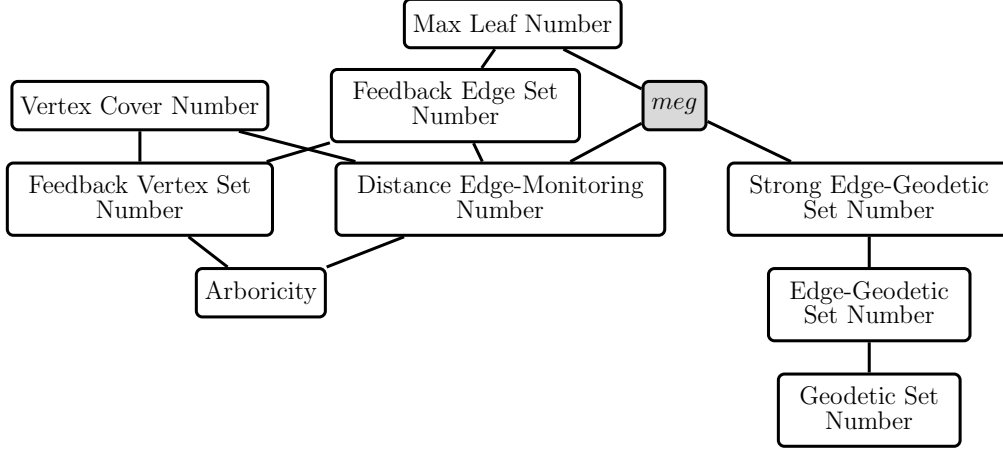 Max Leaf Number
Feedback Edge Set
Number
Vertex Cover Number
meg
Feedback Vertex Set
Number
Distance Edge-Monitoring
Number
Strong Edge-Geodetic
Set Number
Arboricity
Edge-Geodetic
Set Number
Geodetic Set
Number